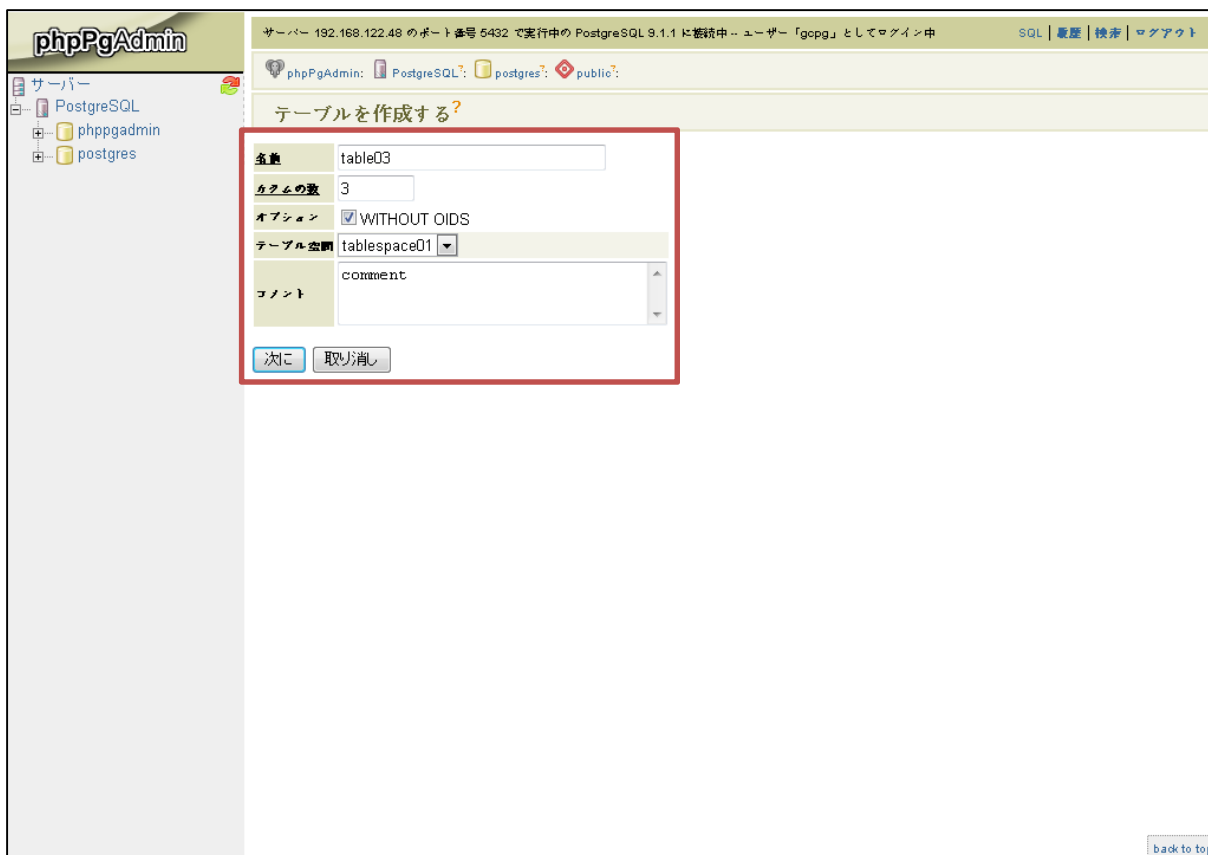 phpPgAdmin
サーバー 192.168.122.48 のポート番号 5432 で実行中の PostgreSQL 9.1.1 に接続中 -- ユーザー「gopg」としてログイン中
SQL | 履歴 | 検索 | ログアウト
phpPgAdmin: PostgreSQL?: postgres?: public?:
サーバー
PostgreSQL
phppgadmin
postgres
テーブルを作成する?
名前 table03
カラムの数 3
オプション WITHOUT OIDS
テーブル空間 tablespace01
コメント comment
次に 取り消し
back to top